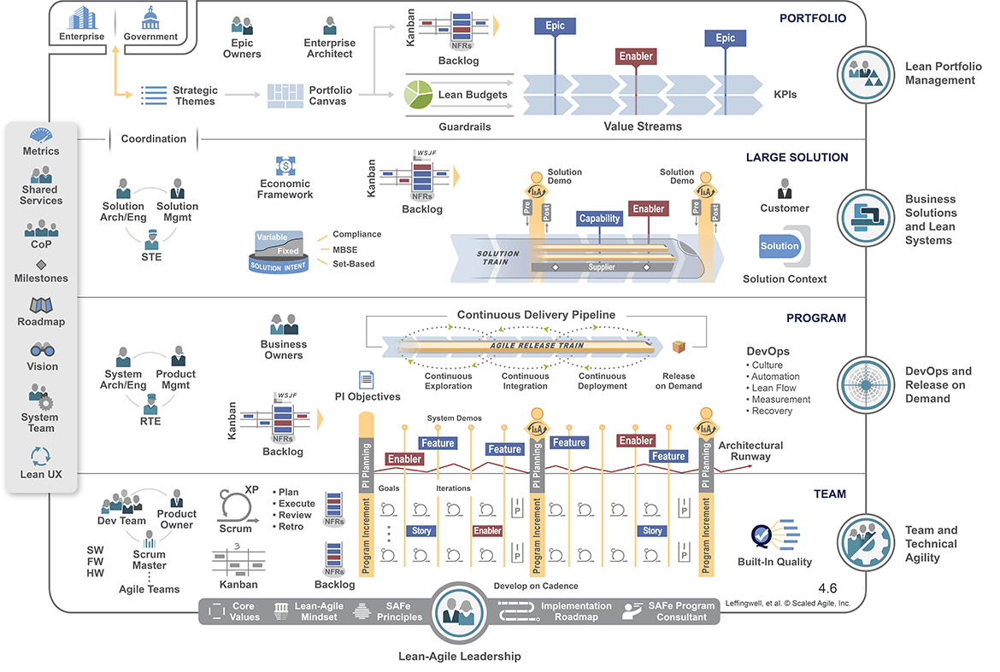 Enterprise
Government
Epic
Owners
Enterprise
Architect
Kanban
NFRs
Backlog
Epic
Enabler
Epic
PORTFOLIO
Lean Portfolio
Management
Strategic
Themes
Portfolio
Canvas
Lean Budgets
Guardrails
Value Streams
KPIs
Coordination
Metrics
Shared
Services
CoP
Milestones
Roadmap
Vision
System
Team
Lean UX
LARGE SOLUTION
Solution
Arch/Eng
Solution
Mgmt
STE
Economic
Framework
Kanban
WSJF
NFRs
Backlog
Variable
Fixed
SOLUTION INTENT
Compliance
MBSE
Set-Based
Solution
Demo
I&A
Pre
Post
Capability
Enabler
Solution
Demo
I&A
Pre
Post
SOLUTION
TRAIN
Supplier
Customer
Solution
Solution Context
Business
Solutions
and Lean
Systems
PROGRAM
Business
Owners
Continuous Delivery Pipeline
AGILE RELEASE TRAIN
Continuous
Exploration
Continuous
Integration
Continuous
Deployment
Release
on Demand
DevOps
• Culture
• Automation
• Lean Flow
• Measurement
• Recovery
DevOps and
Release on
Demand
System
Arch/Eng
Product
Mgmt
RTE
Kanban
WSJF
NFRs
Backlog
PI Objectives
System Demos
PI Planning
Enabler
Feature
Feature
I&A
PI Planning
Feature
Enabler
Feature
I&A
PI Planning
Architectural
Runway
TEAM
Dev Team
Product
Owner
Scrum
Master
SW
FW
HW
Agile Teams
XP
Scrum
• Plan
• Execute
• Review
• Retro
3
Kanban
NFRs
NFRs
Backlog
Program Increment
Goals
Iterations
Story
Enabler
I
P
I
P
Program Increment
Story
I
P
I
P
Program Increment
Develop on Cadence
Built-In Quality
Team and
Technical
Agility
4.6
Leffingwell, et al. © Scaled Agile, Inc.
Core
Values
Lean-Agile
Mindset
SAFe
Principles
Implementation
Roadmap
SAFe Program
Consultant
Lean-Agile Leadership